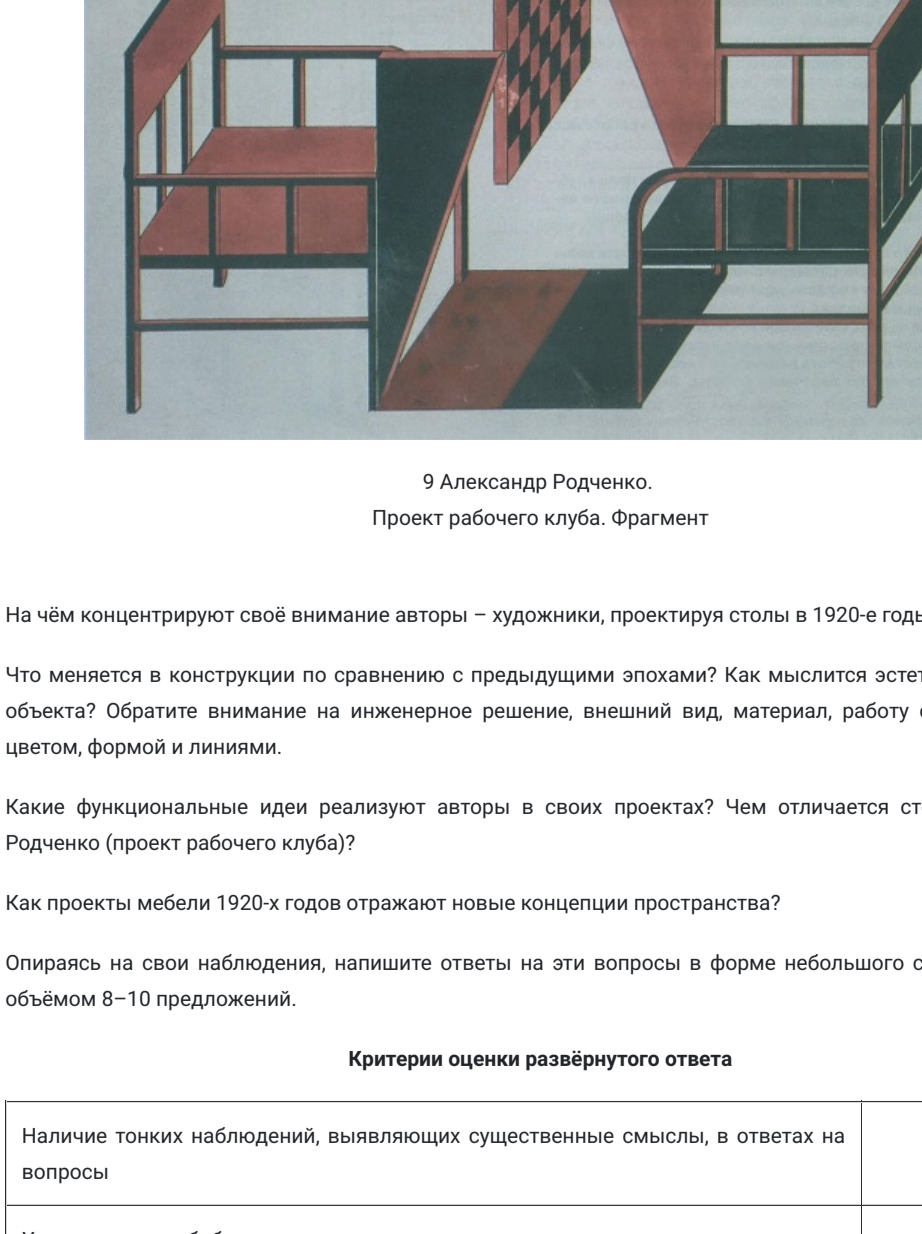 9 Александр Родченко.
Проект рабочего клуба. Фрагмент
На чём концентрируют своё внимание авторы – художники, проектируя столы в 1920-е годы
Что меняется в конструкции по сравнению с предыдущими эпохами? Как мыслится
объекта? Обратите внимание на инженерное решение, внешний вид, материал, работу
цветом, формой и линиями.
Какие функциональные идеи реализуют авторы в своих проектах? Чем отличается
Родченко (проект рабочего клуба)?
Как проекты мебели 1920-х годов отражают новые концепции пространства?
Опираясь на свои наблюдения, напишите ответы на эти вопросы в форме небольшого
объёмом 8–10 предложений.
Критерии оценки развёрнутого ответа
Наличие тонких наблюдений, выявляющих существенные смыслы, в ответах на
вопросы